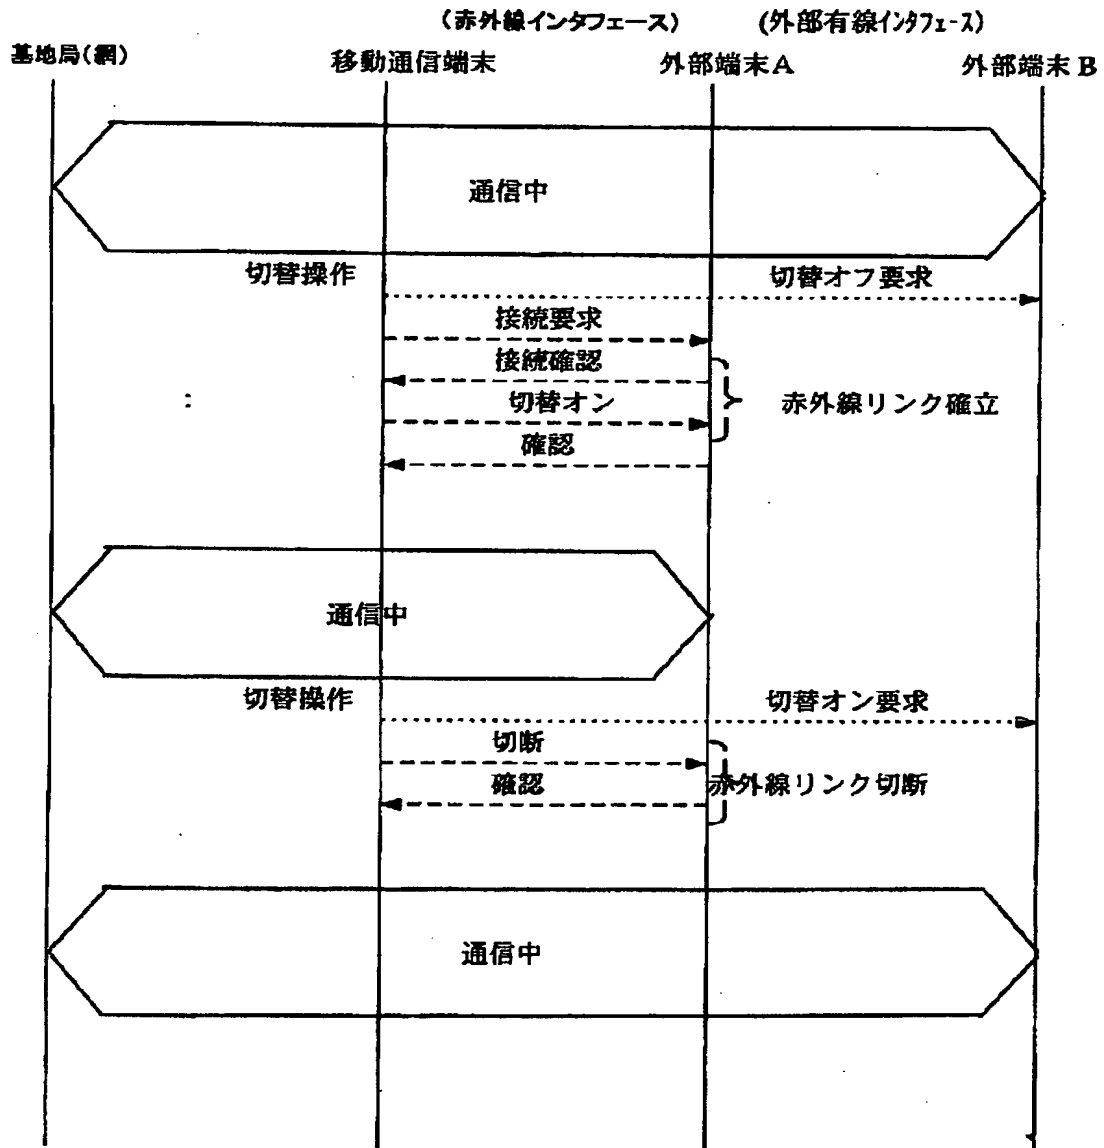 (赤外線インタフェース) (外部有線インタフェース)
基地局(網) 移動通信端末 外部端末A 外部端末B
通信中
切替操作 切替オフ要求
接続要求
接続確認
切替オン 赤外線リンク確立
確認
通信中
切替操作 切替オン要求
切断
確認 赤外線リンク切断
通信中